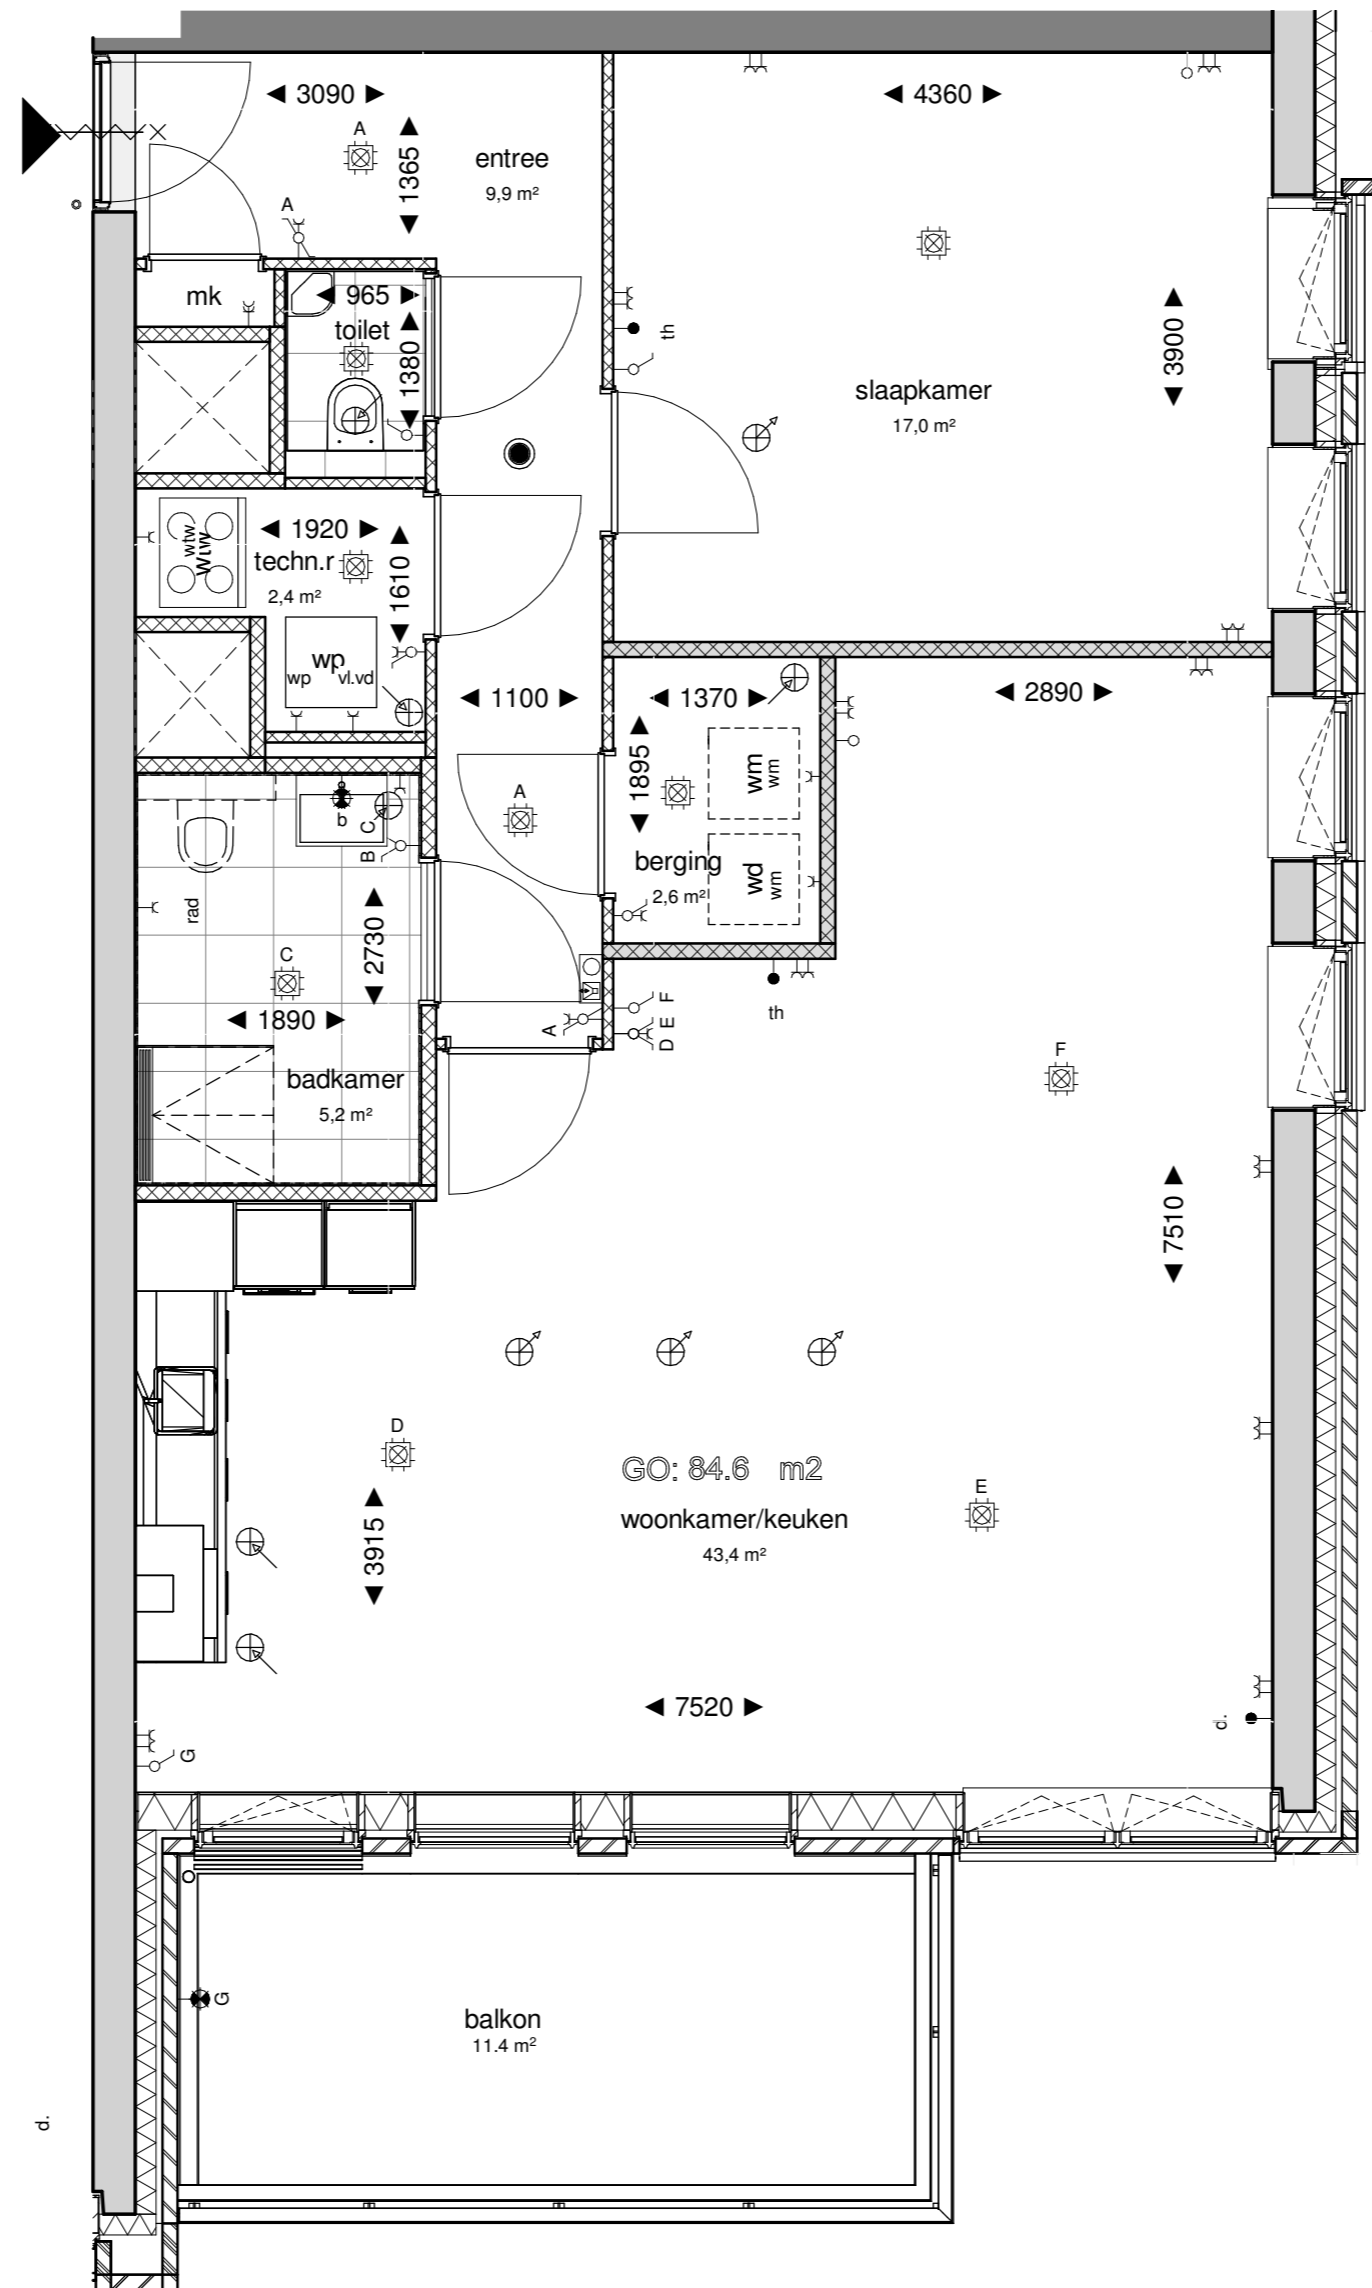 3090
4360
A
1365
entree
9,9 m²
A
mk
965
toilet
1380
th
3900
slaapkamer
17,0 m²
wtw
wtw
1920
techn.r
2,4 m²
1610
wp
wp
vl.vd
1100
1370
2890
1895
wm
wm
A
b
C
B
berging
2,6 m²
wd
wm
rad
2730
C
1890
badkamer
5,2 m²
A
F
E
D
th
F
7510
D
GO: 84.6 m2
woonkamer/keuken
43,4 m²
E
3915
7520
d.
G
G
balkon
11.4 m²
d.